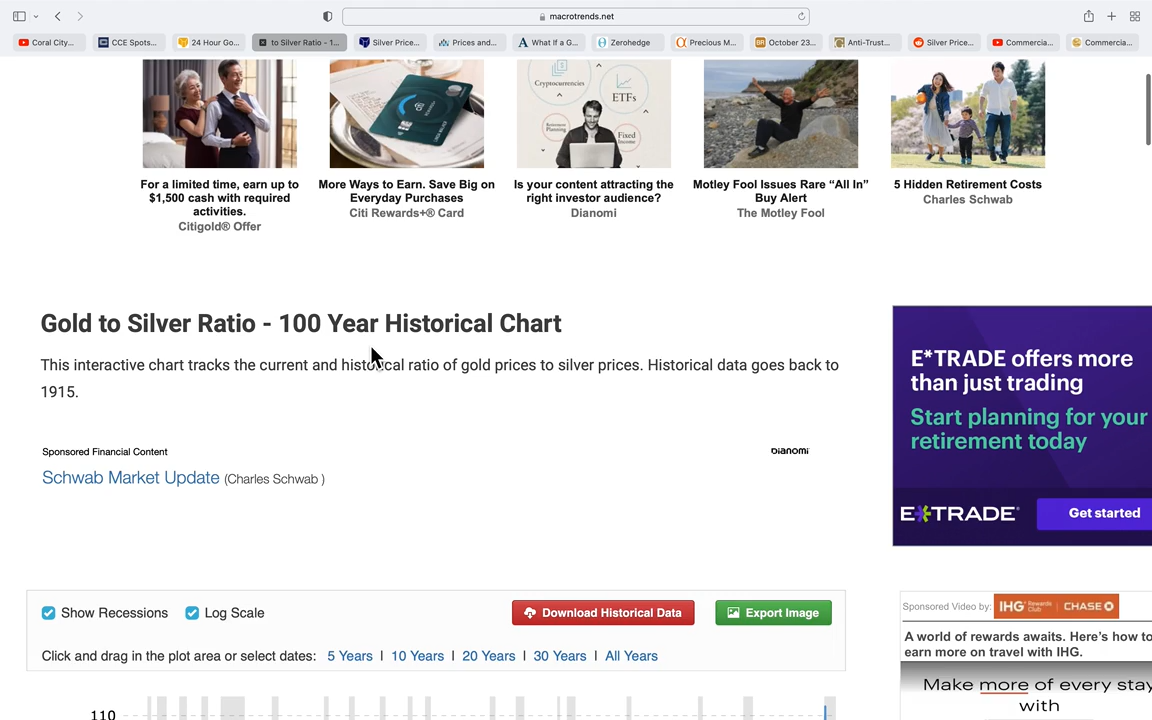 macrotrends.net
Coral City...
CCE Spots...
24 Hour Go...
to Silver Ratio - 1...
Silver Price...
Prices and...
What If a G...
Zerohedge
Precious M...
October 23...
Anti-Trust...
Silver Price...
Commercia...
Commercia...
Cryptocurrencies
ETFs
Retirement
Planning
Fixed
Income
For a limited time, earn up to
$1,500 cash with required
activities.
Citigold® Offer
More Ways to Earn. Save Big on
Everyday Purchases
Citi Rewards+® Card
Is your content attracting the
right investor audience?
Dianomi
Motley Fool Issues Rare “All In”
Buy Alert
The Motley Fool
5 Hidden Retirement Costs
Charles Schwab
Gold to Silver Ratio - 100 Year Historical Chart
This interactive chart tracks the current and historical ratio of gold prices to silver prices. Historical data goes back to
1915.
Sponsored Financial Content
DIANOMI
Schwab Market Update (Charles Schwab )
E*TRADE offers more
than just trading
Start planning for your
retirement today
E*TRADE
Get started
Show Recessions
Log Scale
Download Historical Data
Export Image
Click and drag in the plot area or select dates: 5 Years | 10 Years | 20 Years | 30 Years | All Years
110
Sponsored Video by: IHG Rewards Club | CHASE
A world of rewards awaits. Here’s how to
earn more on travel with IHG.
Make more of every stay
with